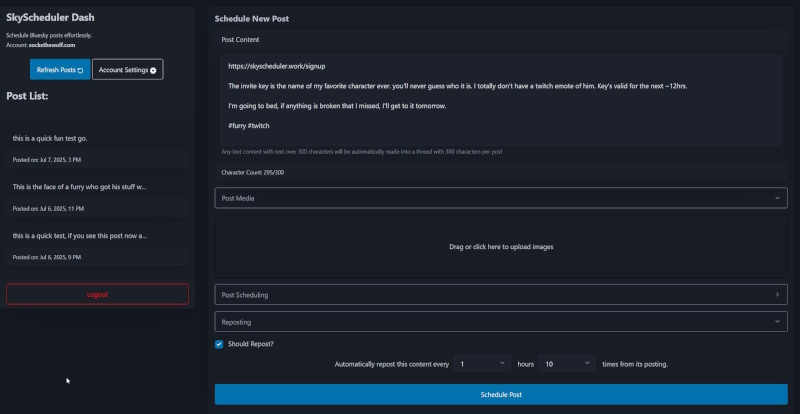 SkyScheduler Dash
Schedule Bluesky posts effortlessly.
Account: socksthewolf.com
Refresh Posts
Account Settings
Post List:
this is a quick fun test go.
Posted on: Jul 7, 2025, 3 PM
This is the face of a furry who got his stuff w...
Posted on: Jul 6, 2025, 11 PM
this is a quick test, if you see this post now a...
Posted on: Jul 6, 2025, 9 PM
Logout
Schedule New Post
Post Content
https://skyscheduler.work/signup
The invite key is the name of my favorite character ever. you'll never guess who it is. I totally don't have a twitch emote of him. Key's valid for the next ~12hrs.
I'm going to bed, if anything is broken that I missed, I'll get to it tomorrow.
#furry #twitch
Any text content with text over 300 characters will be automatically made into a thread with 300 characters per post
Character Count: 295/300
Post Media
Drag or click here to upload images
Post Scheduling
Reposting
Should Repost?
Automatically repost this content every 1 hours 10 times from its posting.
Schedule Post